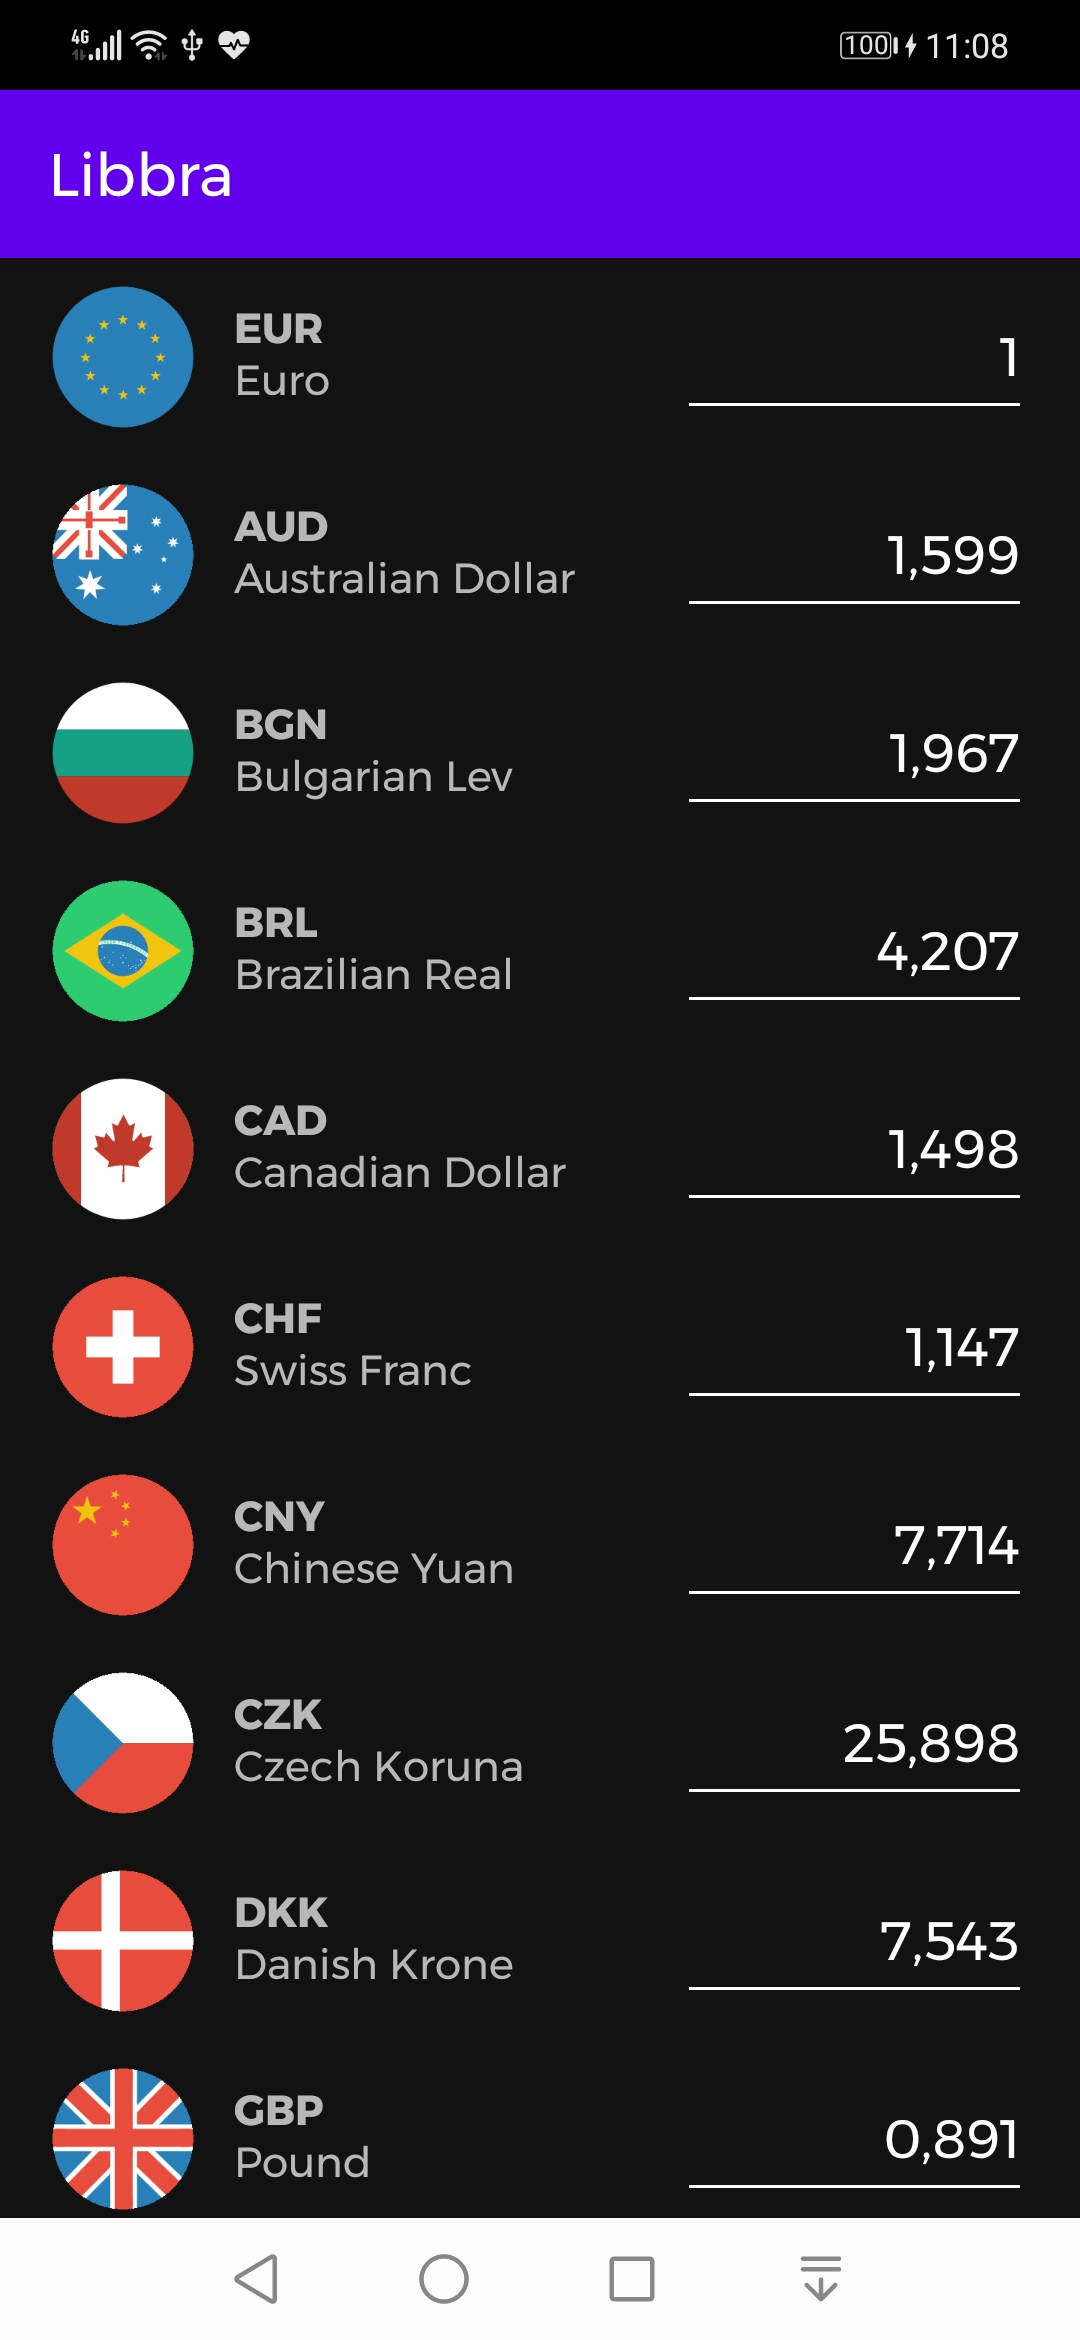 4G 100 11:08
Libbra
EUR
Euro
1
AUD
Australian Dollar
1,599
BGN
Bulgarian Lev
1,967
BRL
Brazilian Real
4,207
CAD
Canadian Dollar
1,498
CHF
Swiss Franc
1,147
CNY
Chinese Yuan
7,714
CZK
Czech Koruna
25,898
DKK
Danish Krone
7,543
GBP
Pound
0,891